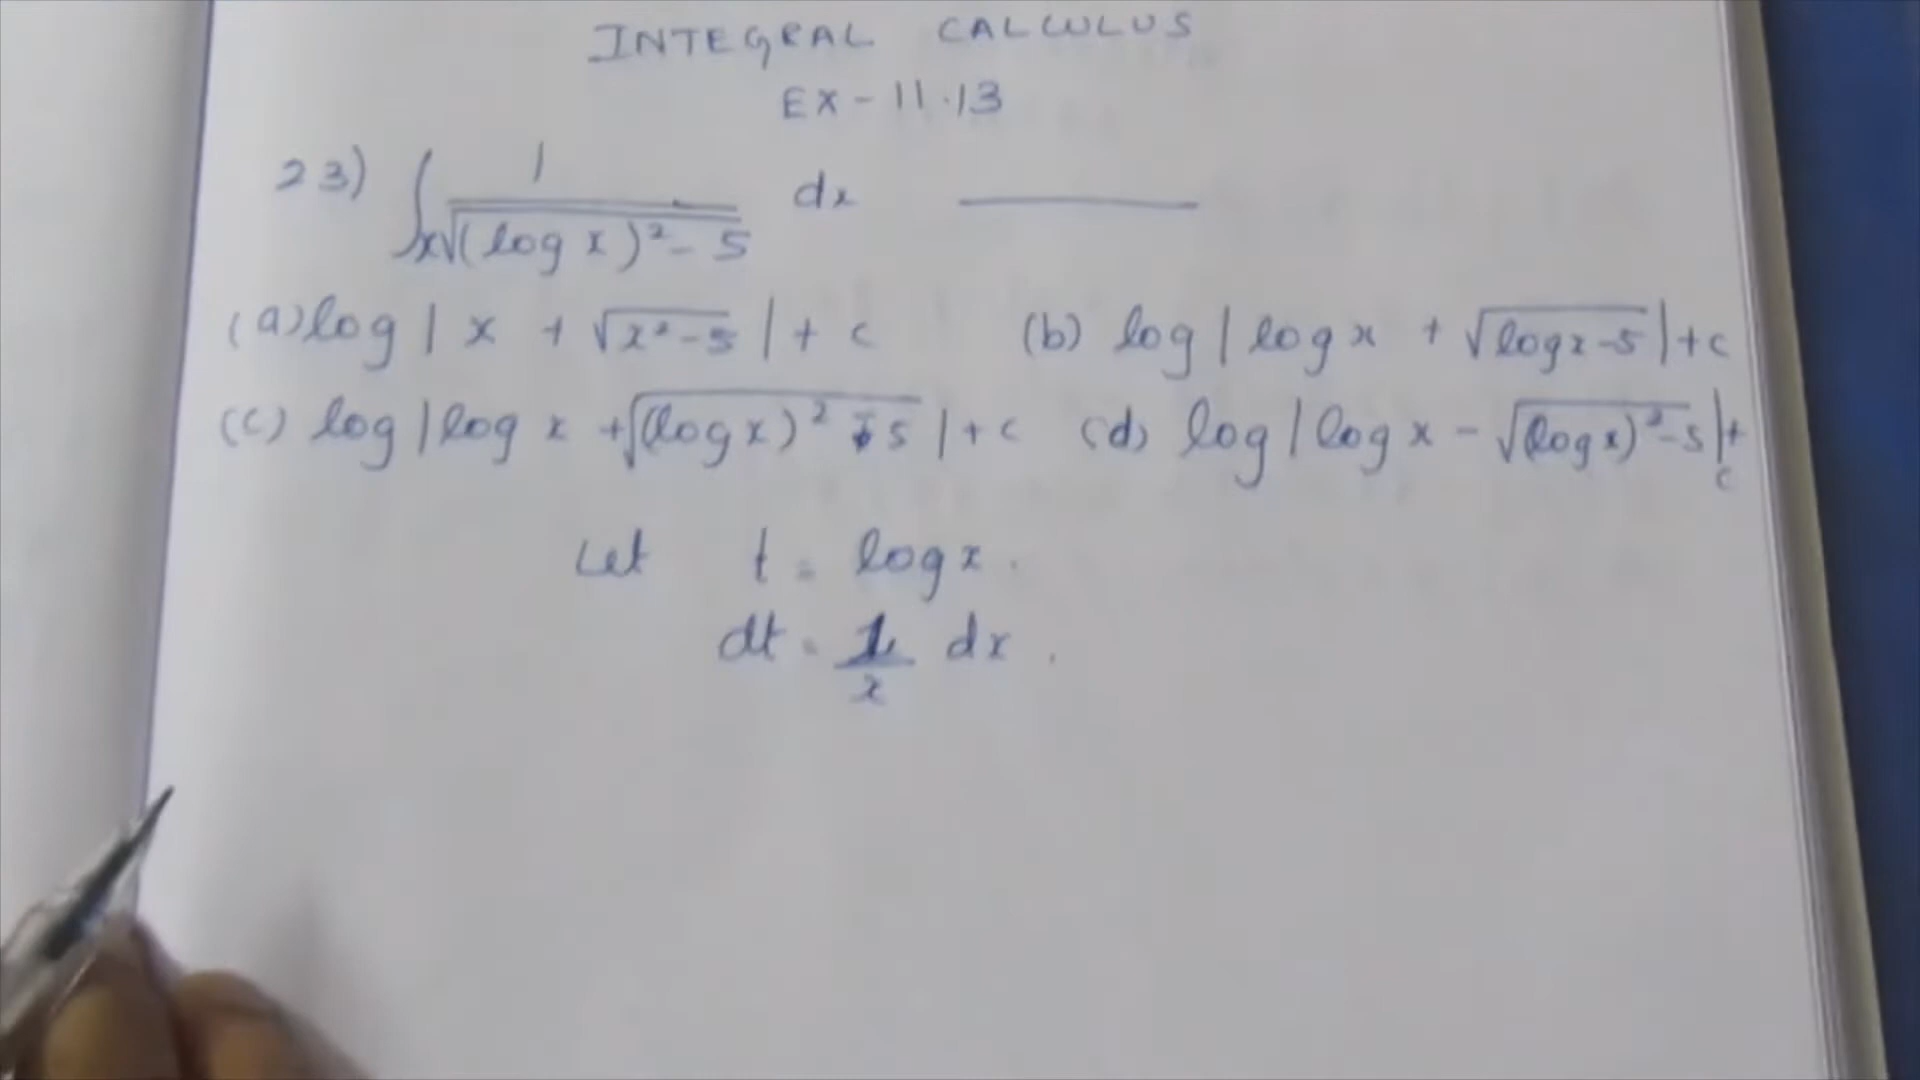 INTEGRAL CALCULUS
EX - 11.13
23) ∫ 1 / x√((log x)² - 5) dx ______
(a) log | x + √(x² - 5) | + c (b) log | log x + √(log x - 5) | + c
(c) log | log x + √((log x)² - 5) | + c (d) log | log x - √((log x)² - 5) | + c
Let t = log x.
dt = 1/x dx.